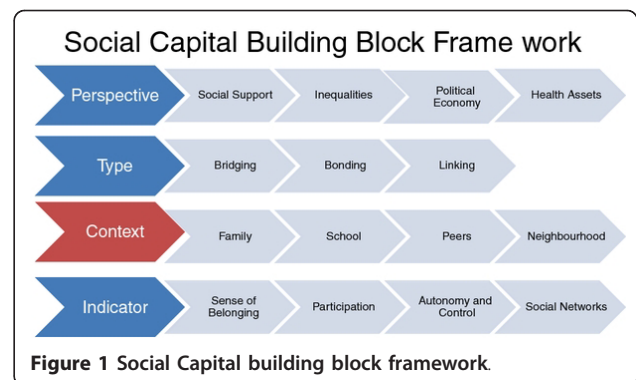 Social Capital Building Block Frame work
Perspective
Social Support
Inequalities
Political
Economy
Health Assets
Type
Bridging
Bonding
Linking
Context
Family
School
Peers
Neighbourhood
Indicator
Sense of
Belonging
Participation
Autonomy and
Control
Social Networks
Figure 1 Social Capital building block framework.